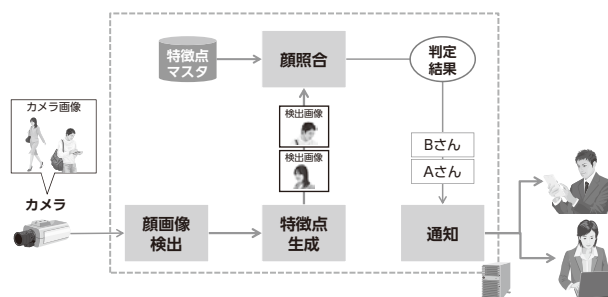 特徴点
マスタ
顔照合
判定
結果
カメラ画像
検出画像
検出画像
Bさん
Aさん
カメラ
顔画像
検出
特徴点
生成
通知